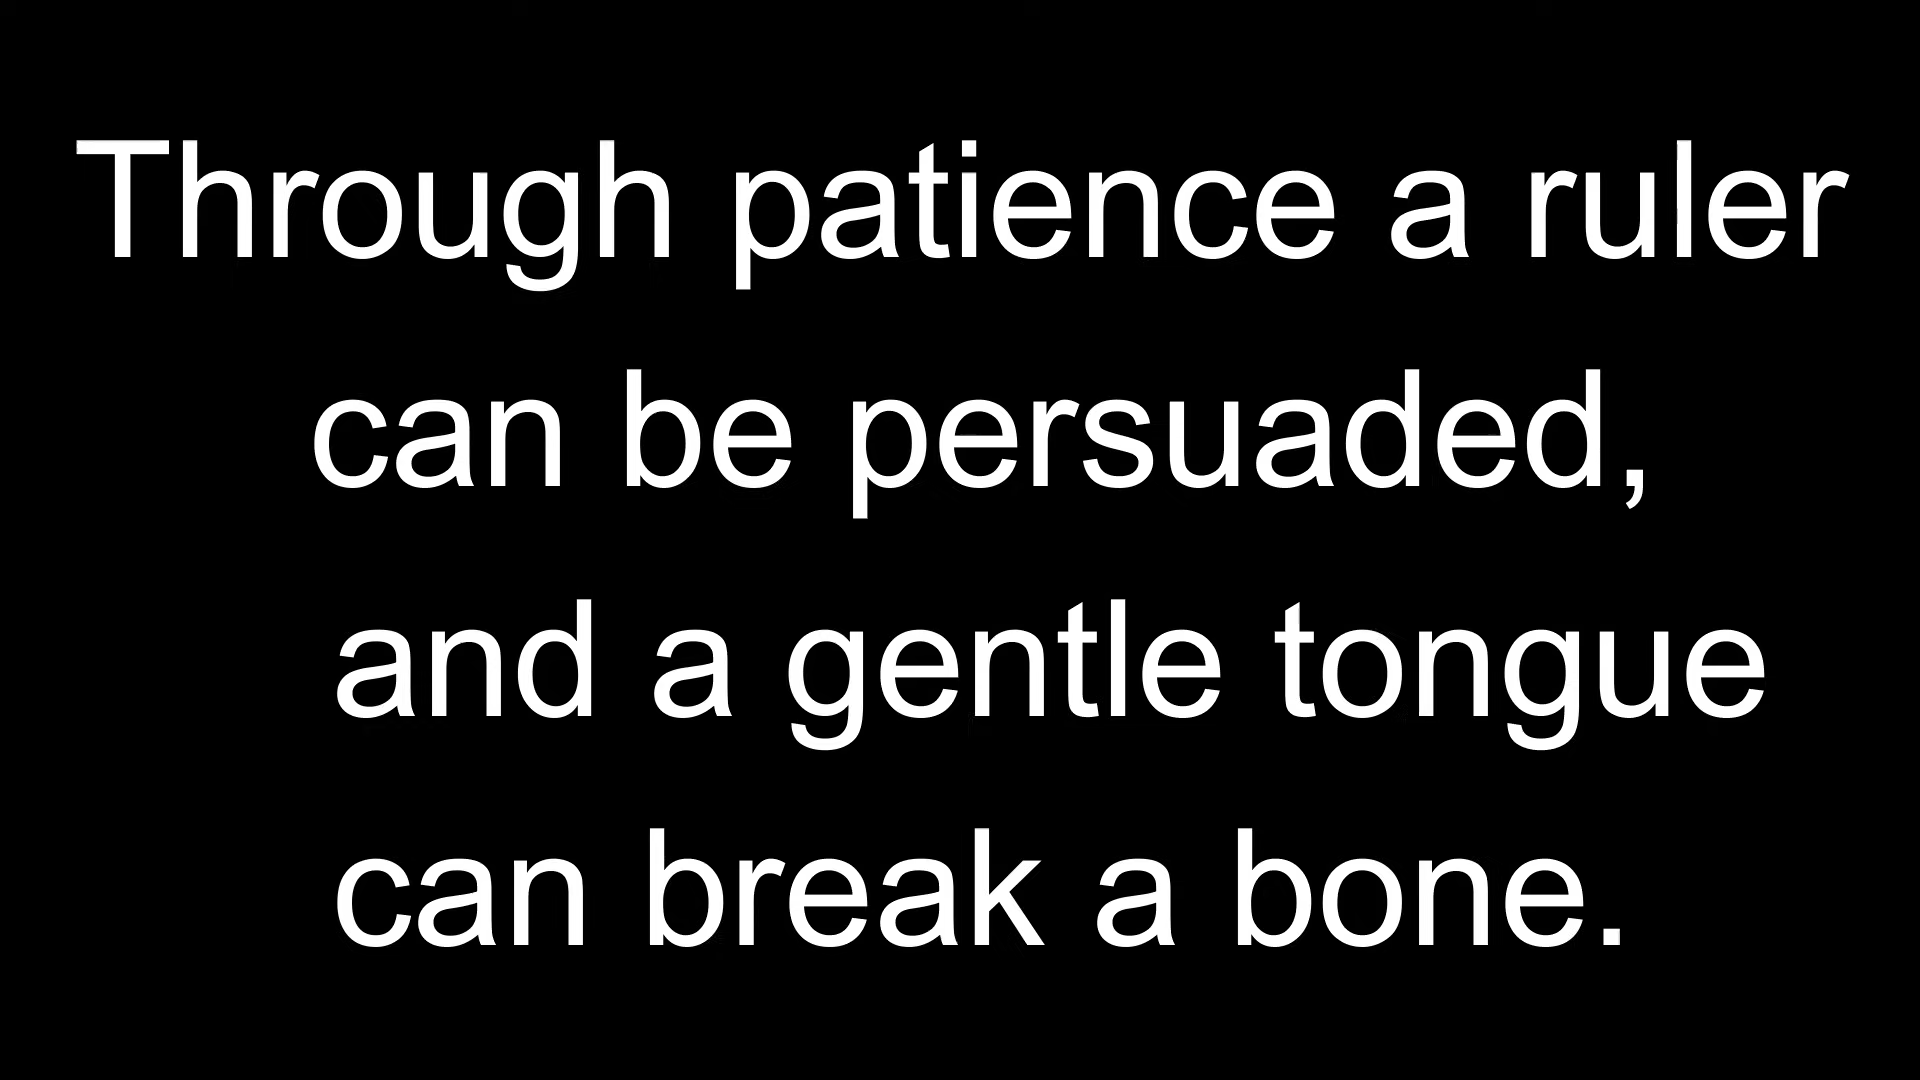 Through patience a ruler
can be persuaded,
and a gentle tongue
can break a bone.